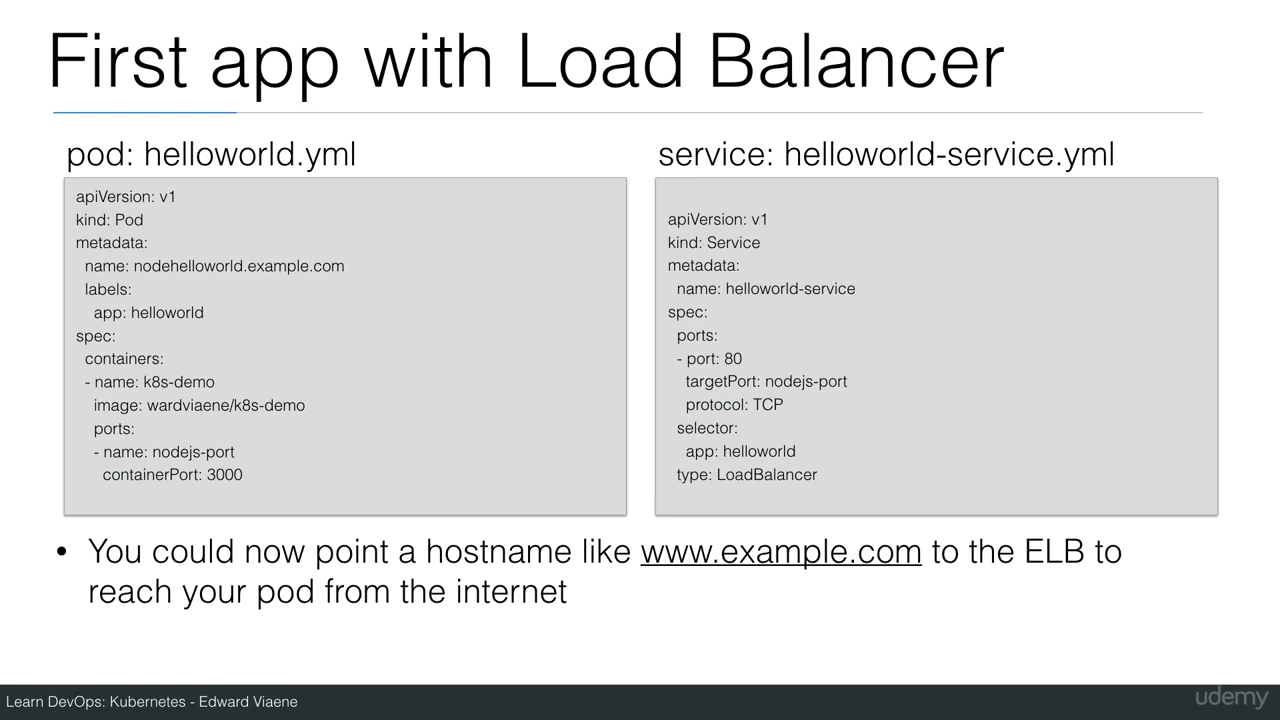 First app with Load Balancer
pod: helloworld.yml
apiVersion: v1
kind: Pod
metadata:
  name: nodehelloworld.example.com
  labels:
    app: helloworld
spec:
  containers:
  - name: k8s-demo
    image: wardviaene/k8s-demo
    ports:
    - name: nodejs-port
      containerPort: 3000
service: helloworld-service.yml
apiVersion: v1
kind: Service
metadata:
  name: helloworld-service
spec:
  ports:
  - port: 80
    targetPort: nodejs-port
    protocol: TCP
  selector:
    app: helloworld
  type: LoadBalancer
• You could now point a hostname like www.example.com to the ELB to
reach your pod from the internet
Learn DevOps: Kubernetes - Edward Viaene
udemy